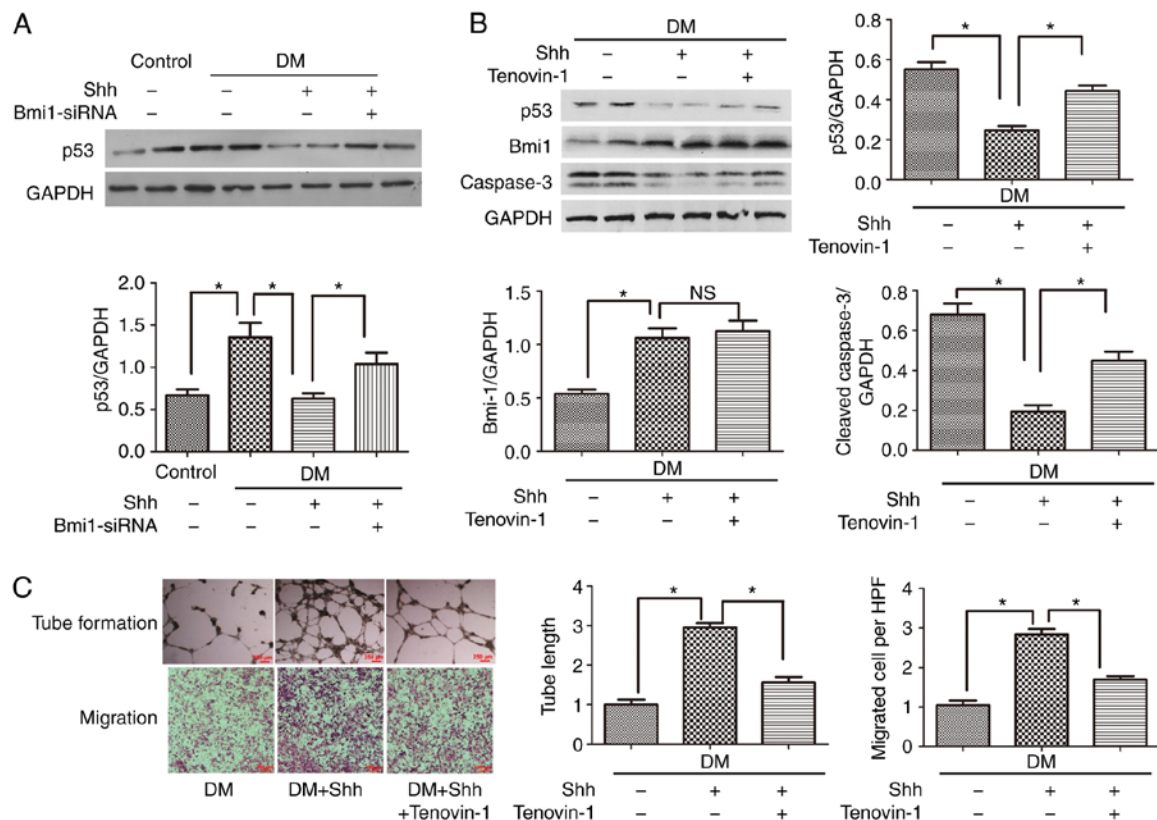 A
Control DM
Shh – – + +
Bmi1-siRNA – – – +
p53
GAPDH
2.0
1.5
1.0
0.5
0.0
p53/GAPDH
* * *
Control DM
Shh – – + +
Bmi1-siRNA – – – +
B
DM
Shh – + +
Tenovin-1 – – +
p53
Bmi1
Caspase-3
GAPDH
0.8
0.6
0.4
0.2
0.0
p53/GAPDH
* *
DM
Shh – + +
Tenovin-1 – – +
1.5
1.0
0.5
0.0
Bmi-1/GAPDH
* NS
DM
Shh – + +
Tenovin-1 – – +
0.8
0.6
0.4
0.2
0.0
Cleaved caspase-3/
GAPDH
* *
DM
Shh – + +
Tenovin-1 – – +
C
Tube formation
Migration
DM DM+Shh DM+Shh
+Tenovin-1
4
3
2
1
0
Tube length
* *
DM
Shh – + +
Tenovin-1 – – +
4
3
2
1
0
Migrated cell per HPF
* *
DM
Shh – + +
Tenovin-1 – – +